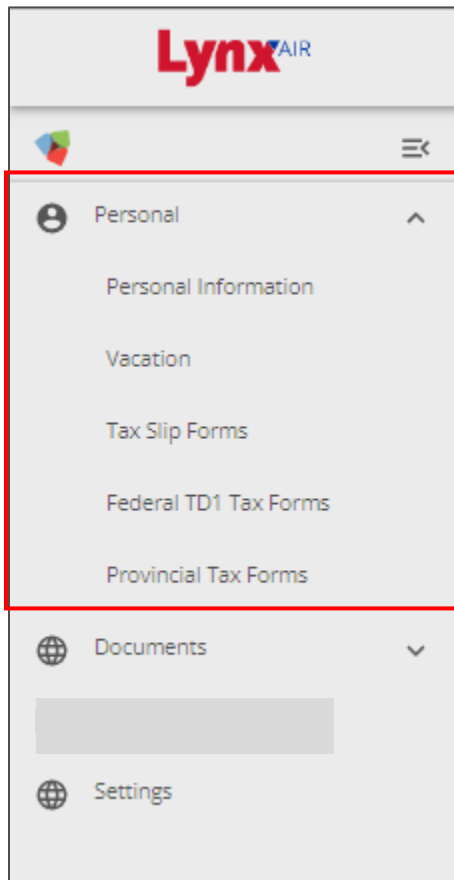 Lynx AIR
Personal
Personal Information
Vacation
Tax Slip Forms
Federal TD1 Tax Forms
Provincial Tax Forms
Documents
Settings